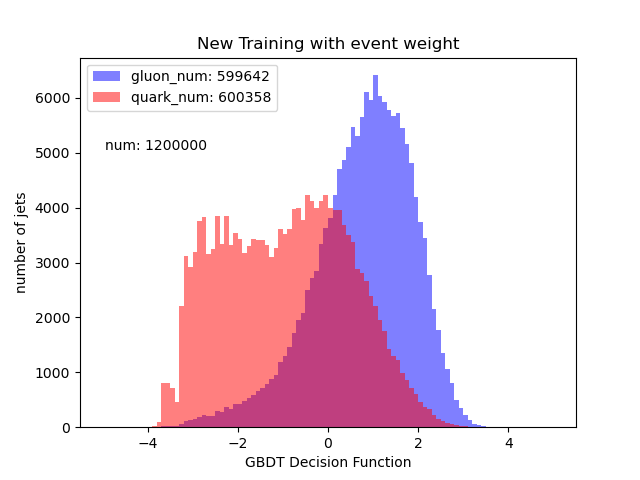 New Training with event weight
gluon_num: 599642
quark_num: 600358
num: 1200000
number of jets
6000
5000
4000
3000
2000
1000
0
−4
−2
0
2
4
GBDT Decision Function